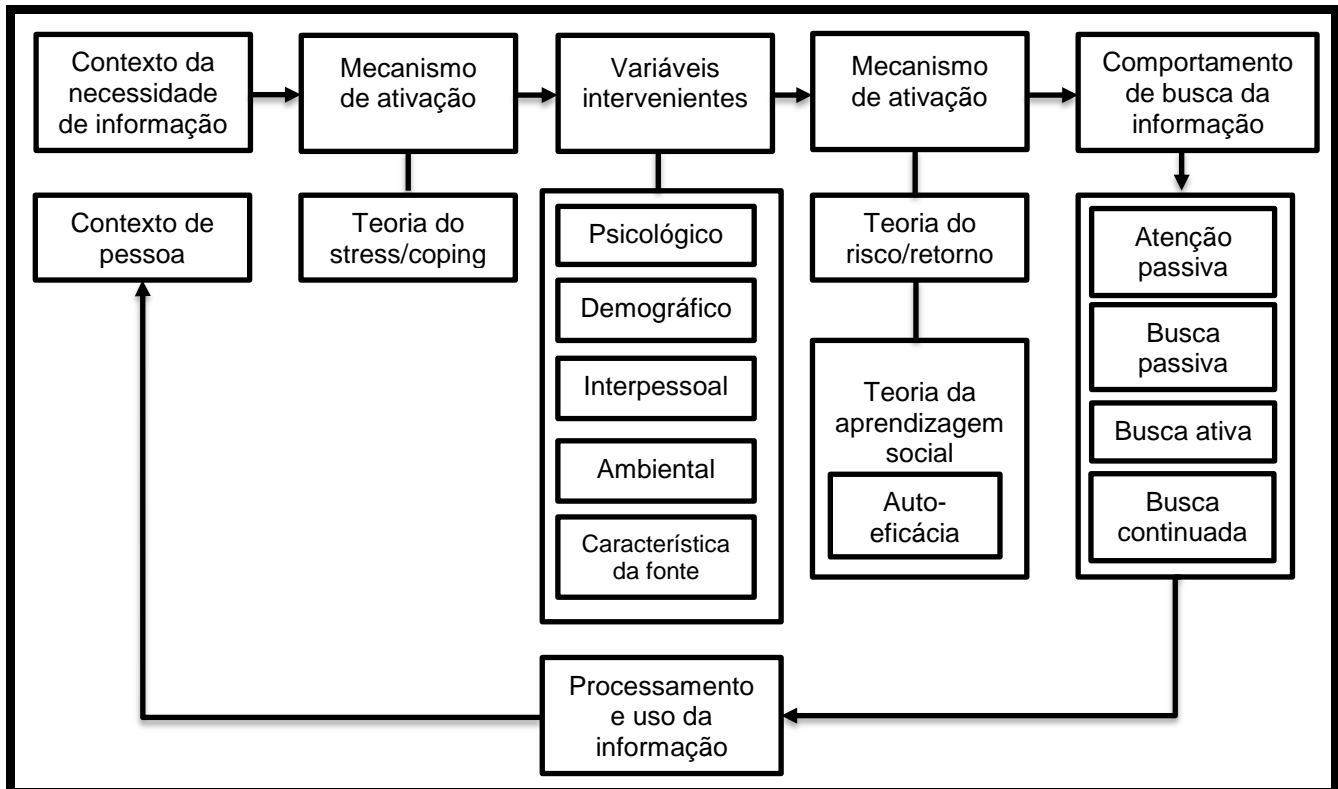 Contexto da
necessidade
de informação
Mecanismo
de ativação
Variáveis
intervenientes
Mecanismo
de ativação
Comportamento
de busca da
informação
Contexto de
pessoa
Teoria do
stress/coping
Psicológico
Demográfico
Interpessoal
Ambiental
Característica
da fonte
Teoria do
risco/retorno
Teoria da
aprendizagem
social
Auto-
eficácia
Atenção
passiva
Busca
passiva
Busca ativa
Busca
continuada
Processamento
e uso da
informação